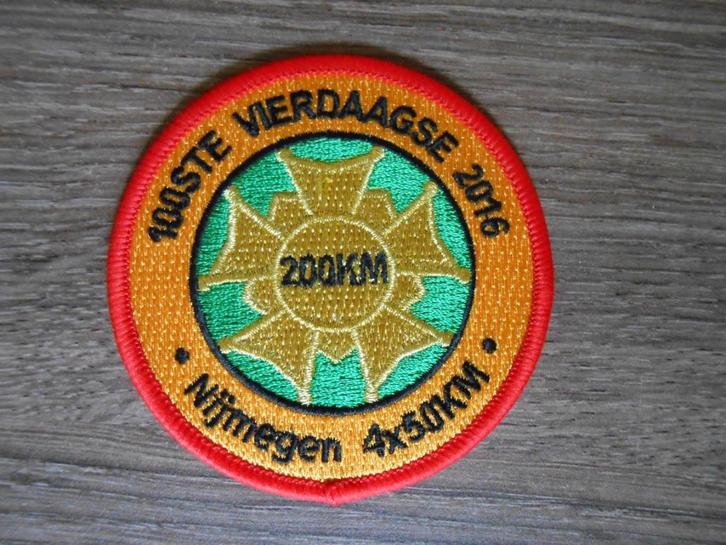 100STE VIERDAAGSE 2016
200KM
• Nijmegen 4x50KM •